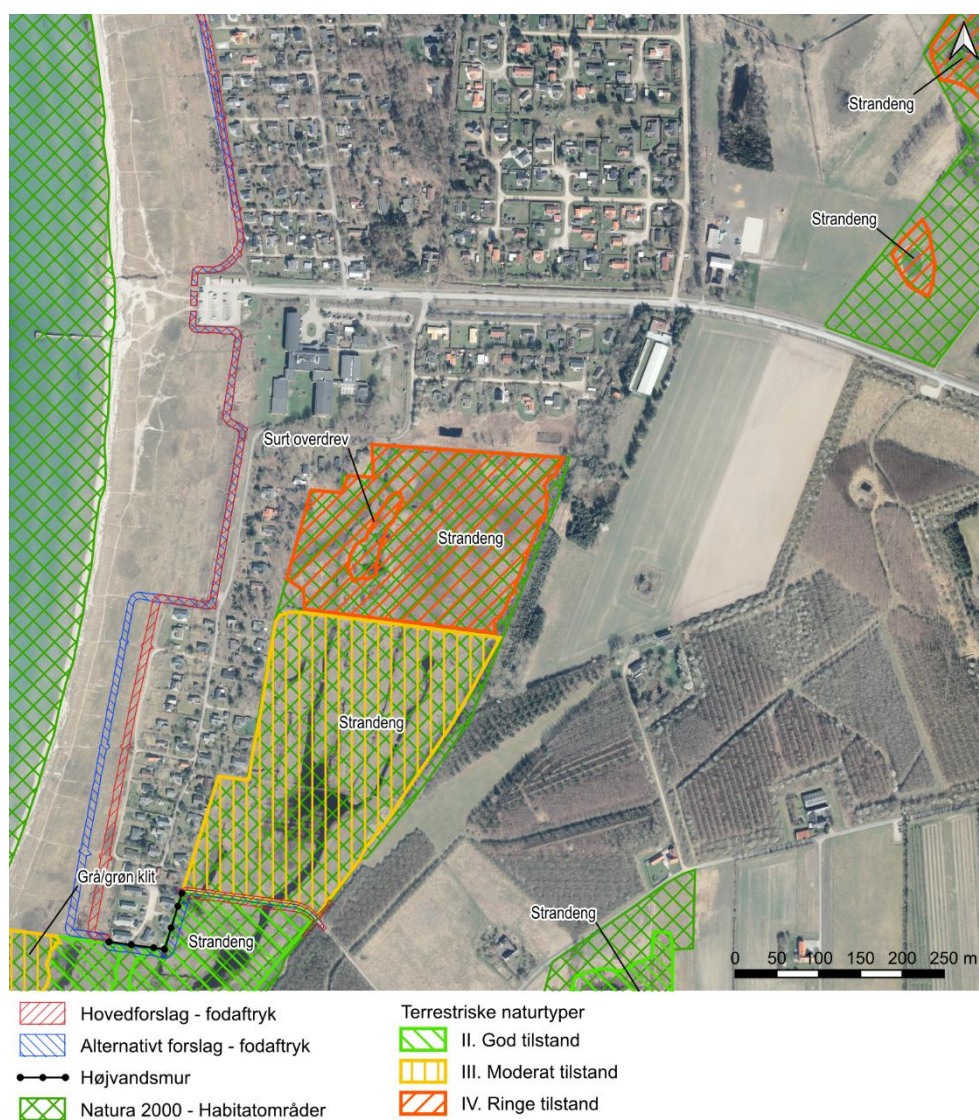 Strandeng
Strandeng
Surt overdrev
Strandeng
Strandeng
Grå/grøn klit
Strandeng
Strandeng
0 50 100 150 200 250 m
Hovedforslag - fodaftryk
Alternativt forslag - fodaftryk
Højvandsmur
Natura 2000 - Habitatområder
Terrestriske naturtyper
II. God tilstand
III. Moderat tilstand
IV. Ringe tilstand